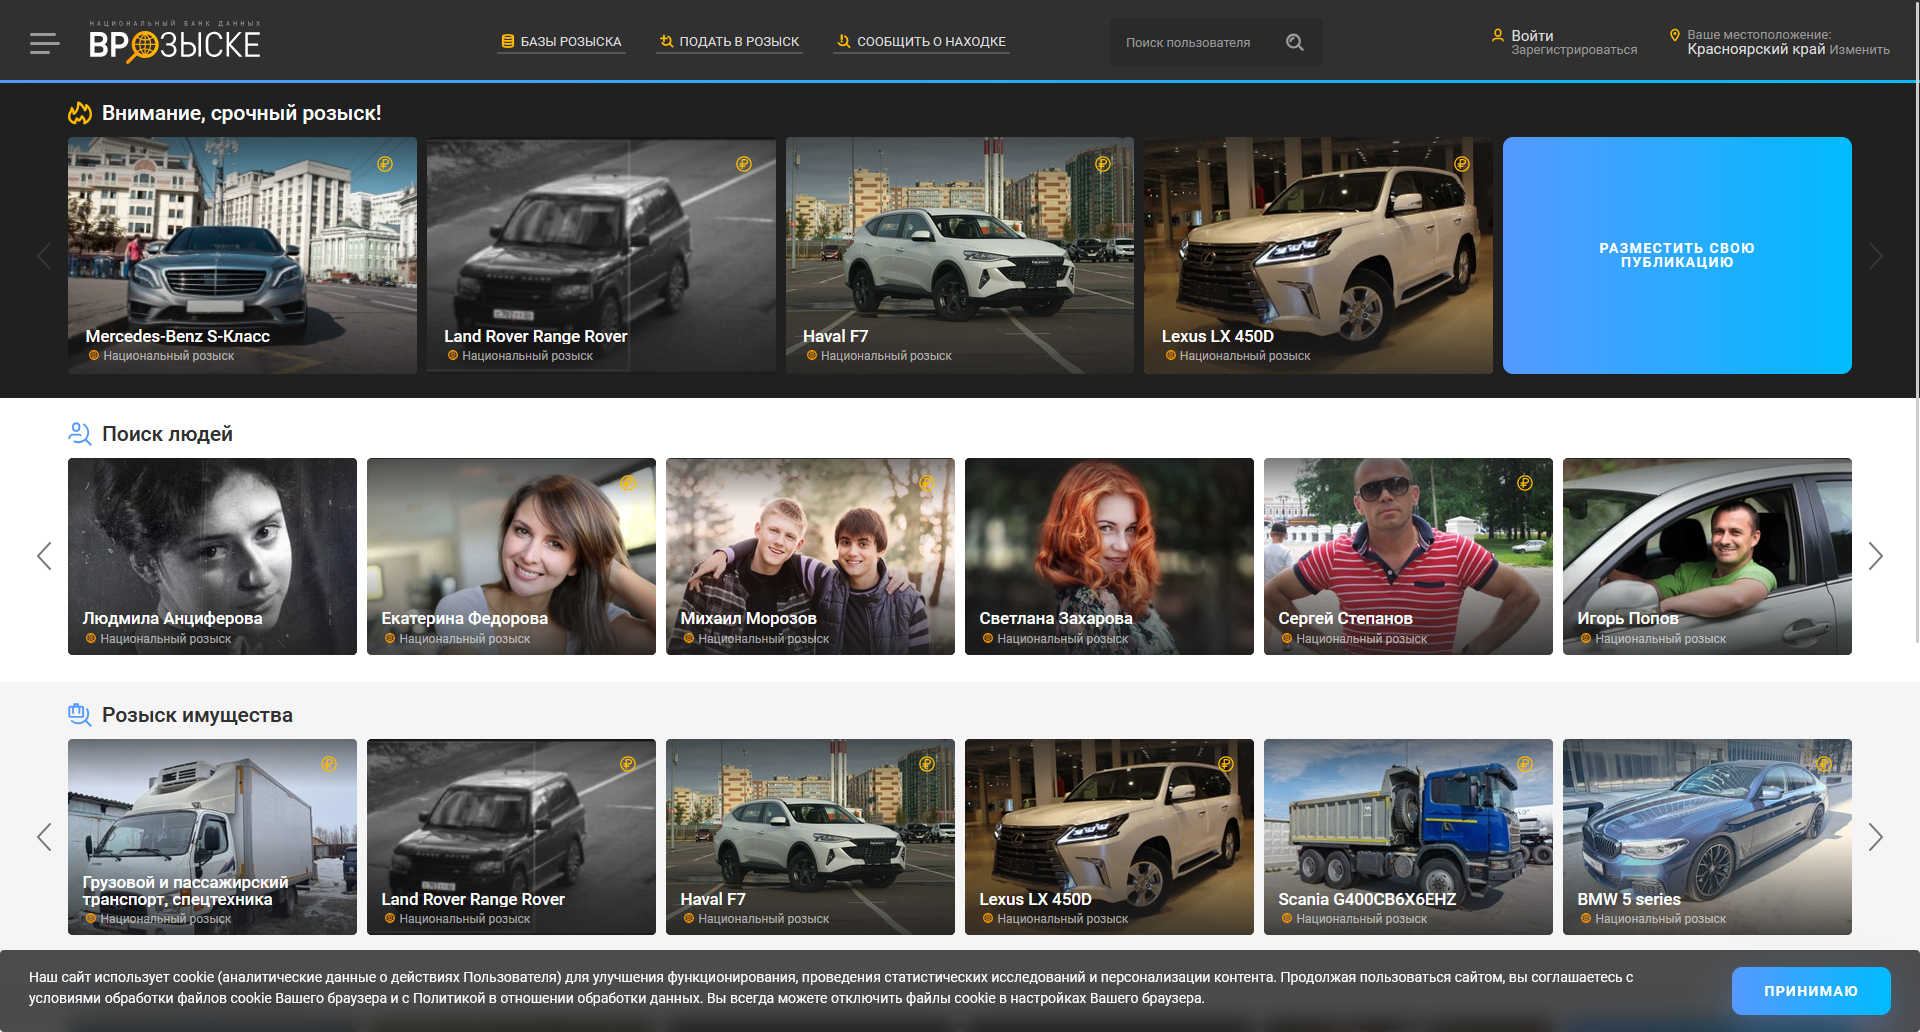 НАЦИОНАЛЬНЫЙ БАНК ДАННЫХ
ВРОЗЫСКЕ
БАЗЫ РОЗЫСКА
ПОДАТЬ В РОЗЫСК
СООБЩИТЬ О НАХОДКЕ
Поиск пользователя
Войти
Зарегистрироваться
Ваше местоположение:
Красноярский край Изменить
Внимание, срочный розыск!
Mercedes-Benz S-Класс
Национальный розыск
Land Rover Range Rover
Национальный розыск
Haval F7
Национальный розыск
Lexus LX 450D
Национальный розыск
РАЗМЕСТИТЬ СВОЮ
ПУБЛИКАЦИЮ
Поиск людей
Людмила Анциферова
Национальный розыск
Екатерина Федорова
Национальный розыск
Михаил Морозов
Национальный розыск
Светлана Захарова
Национальный розыск
Сергей Степанов
Национальный розыск
Игорь Попов
Национальный розыск
Розыск имущества
Грузовой и пассажирский
транспорт, спецтехника
Национальный розыск
Land Rover Range Rover
Национальный розыск
Haval F7
Национальный розыск
Lexus LX 450D
Национальный розыск
Scania G400CB6X6EHZ
Национальный розыск
BMW 5 series
Национальный розыск
Наш сайт использует cookie (аналитические данные о действиях Пользователя) для улучшения функционирования, проведения статистических исследований и персонализации контента. Продолжая пользоваться сайтом, вы соглашаетесь с
условиями обработки файлов cookie Вашего браузера и с Политикой в отношении обработки данных. Вы всегда можете отключить файлы cookie в настройках Вашего браузера.
ПРИНИМАЮ